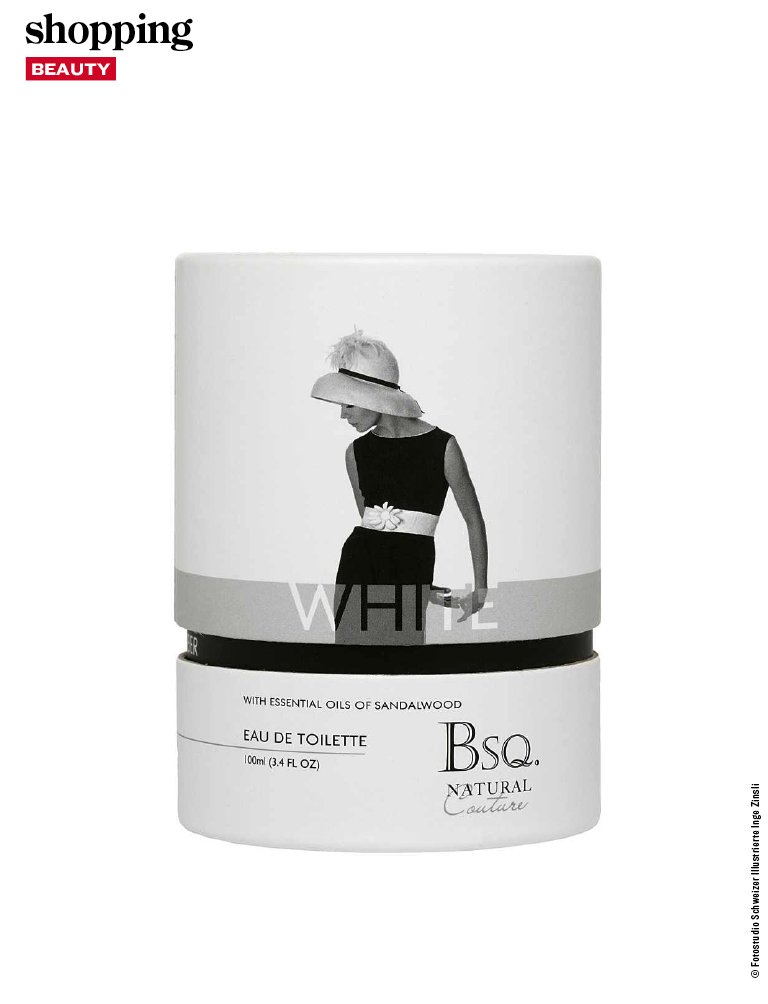 shopping
BEAUTY
WHITE
WITH ESSENTIAL OILS OF SANDALWOOD
EAU DE TOILETTE
100ml (3.4 FL OZ)
BSQ.
NATURAL
Couture
© Fotostudio Schweizer Illustrierte Inge Zinsli